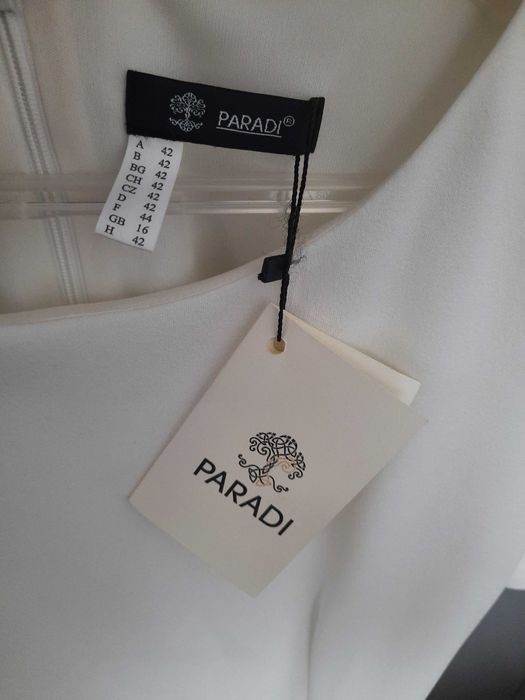 PARADI®
A 42
B 42
BG 42
CH 42
CZ 42
D 42
F 44
GB 16
H 42
PARADI